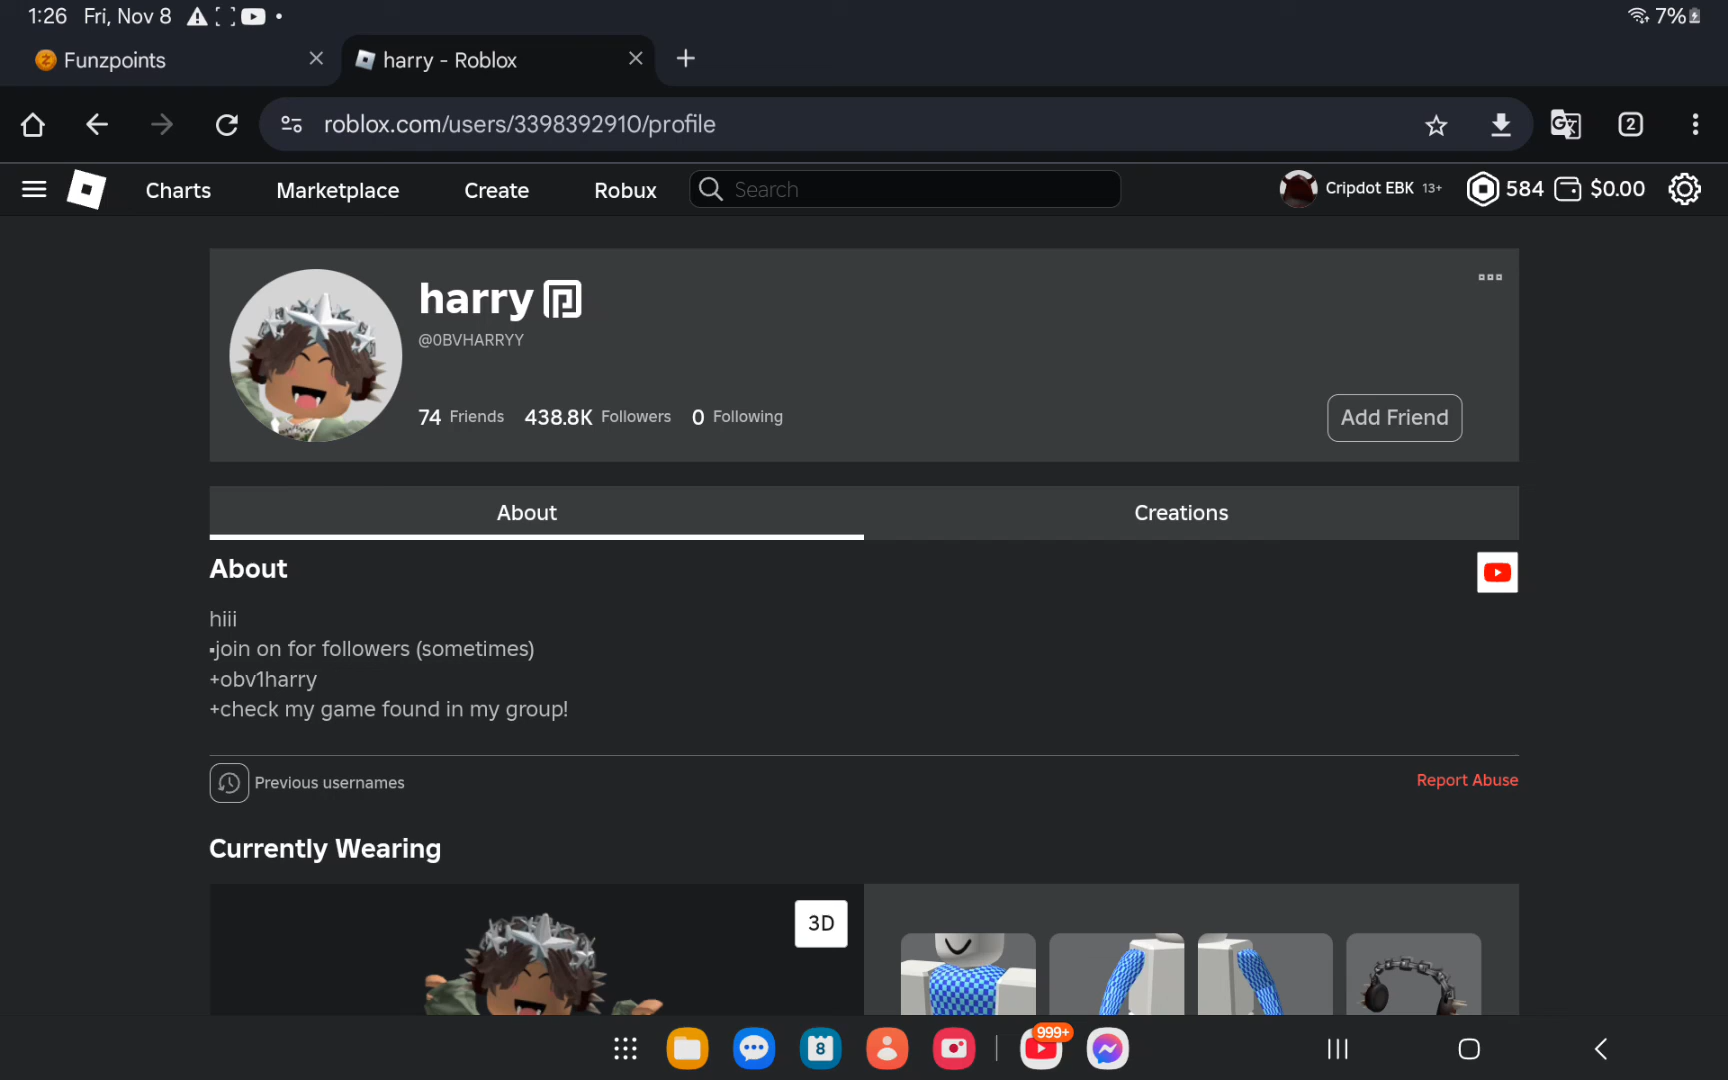 1:26 Fri, Nov 8 7%
Funzpoints harry - Roblox
roblox.com/users/3398392910/profile 2
Charts Marketplace Create Robux Search Cripdot EBK 13+ 584 $0.00
harry
@0BVHARRYY
74 Friends 438.8K Followers 0 Following Add Friend
About Creations
About
hiii
•join on for followers (sometimes)
+obv1harry
+check my game found in my group!
Previous usernames Report Abuse
Currently Wearing
3D
8 999+